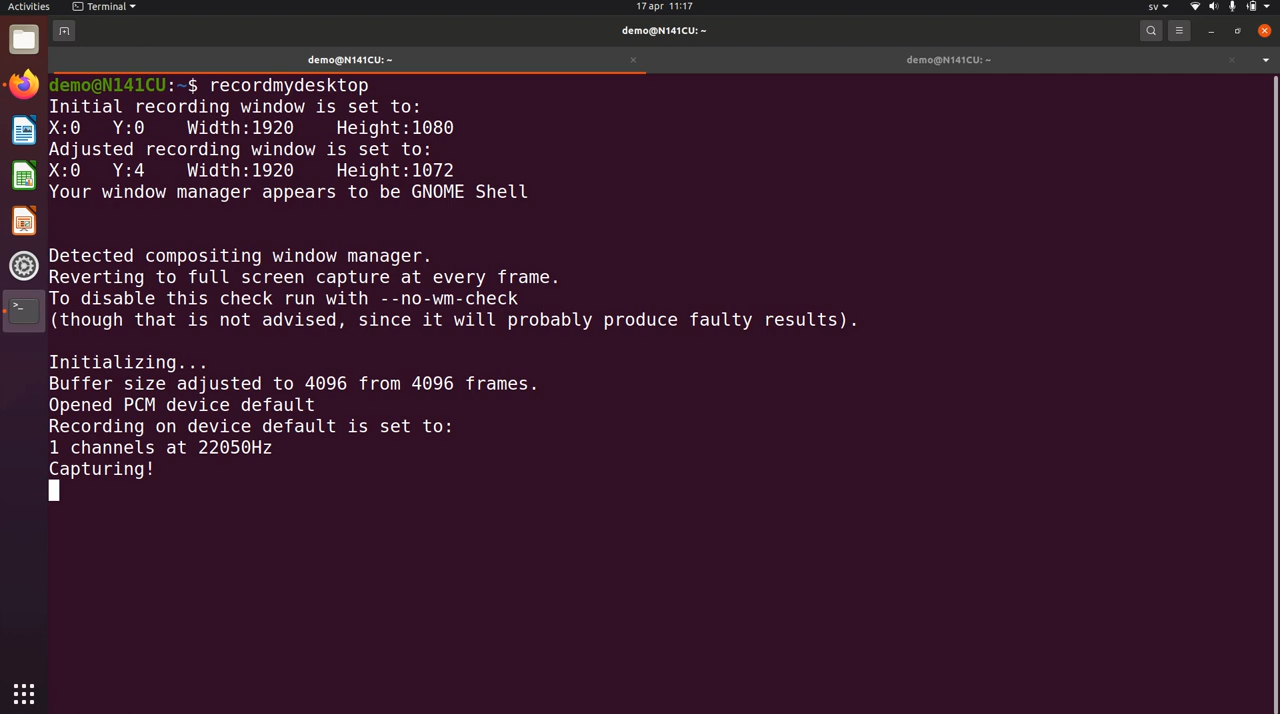 Activities Terminal 17 apr 11:17 sv
demo@N141CU: ~
demo@N141CU: ~ demo@N141CU: ~
demo@N141CU:~$ recordmydesktop
Initial recording window is set to:
X:0   Y:0    Width:1920    Height:1080
Adjusted recording window is set to:
X:0   Y:4    Width:1920    Height:1072
Your window manager appears to be GNOME Shell
Detected compositing window manager.
Reverting to full screen capture at every frame.
To disable this check run with --no-wm-check
(though that is not advised, since it will probably produce faulty results).
Initializing...
Buffer size adjusted to 4096 from 4096 frames.
Opened PCM device default
Recording on device default is set to:
1 channels at 22050Hz
Capturing!